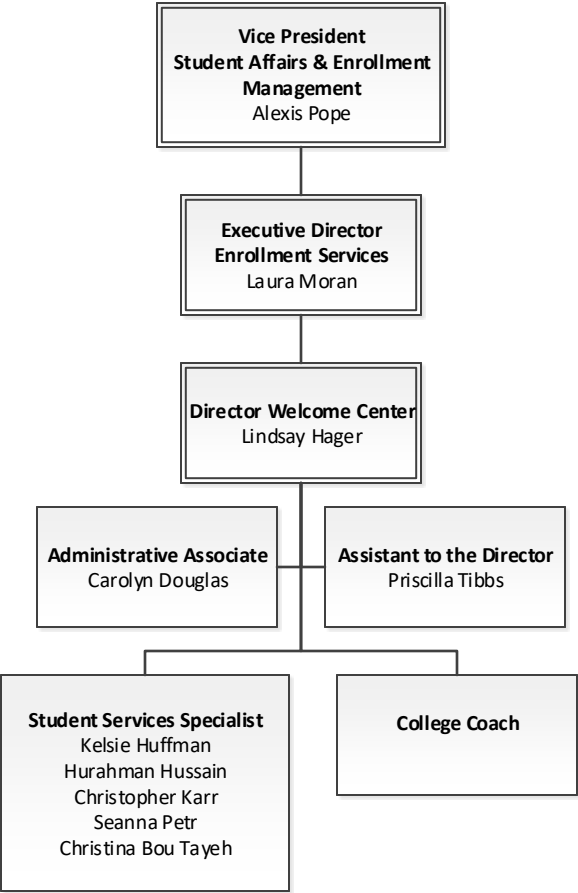 Vice President
Student Affairs & Enrollment
Management
Alexis Pope
Executive Director
Enrollment Services
Laura Moran
Director Welcome Center
Lindsay Hager
Administrative Associate
Carolyn Douglas
Assistant to the Director
Priscilla Tibbs
Student Services Specialist
Kelsie Huffman
Hurahman Hussain
Christopher Karr
Seanna Petr
Christina Bou Tayeh
College Coach